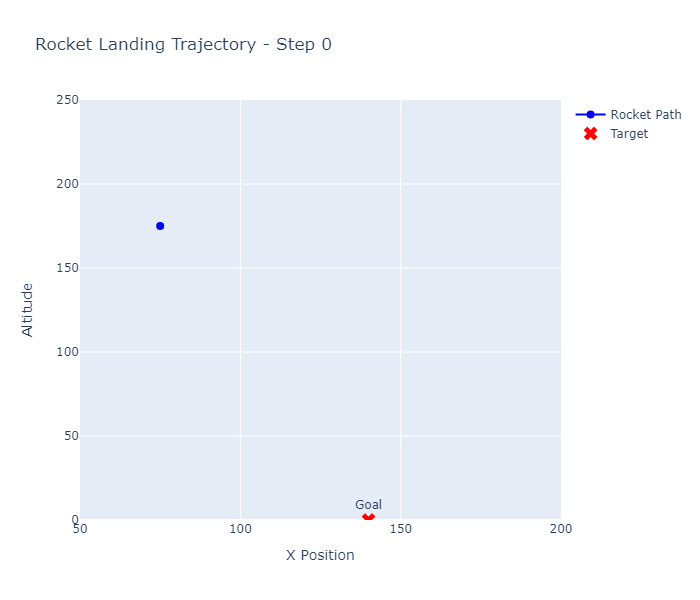 Rocket Landing Trajectory - Step 0
Rocket Path
Target
Altitude
250
200
150
100
50
0
Goal
50
100
150
200
X Position